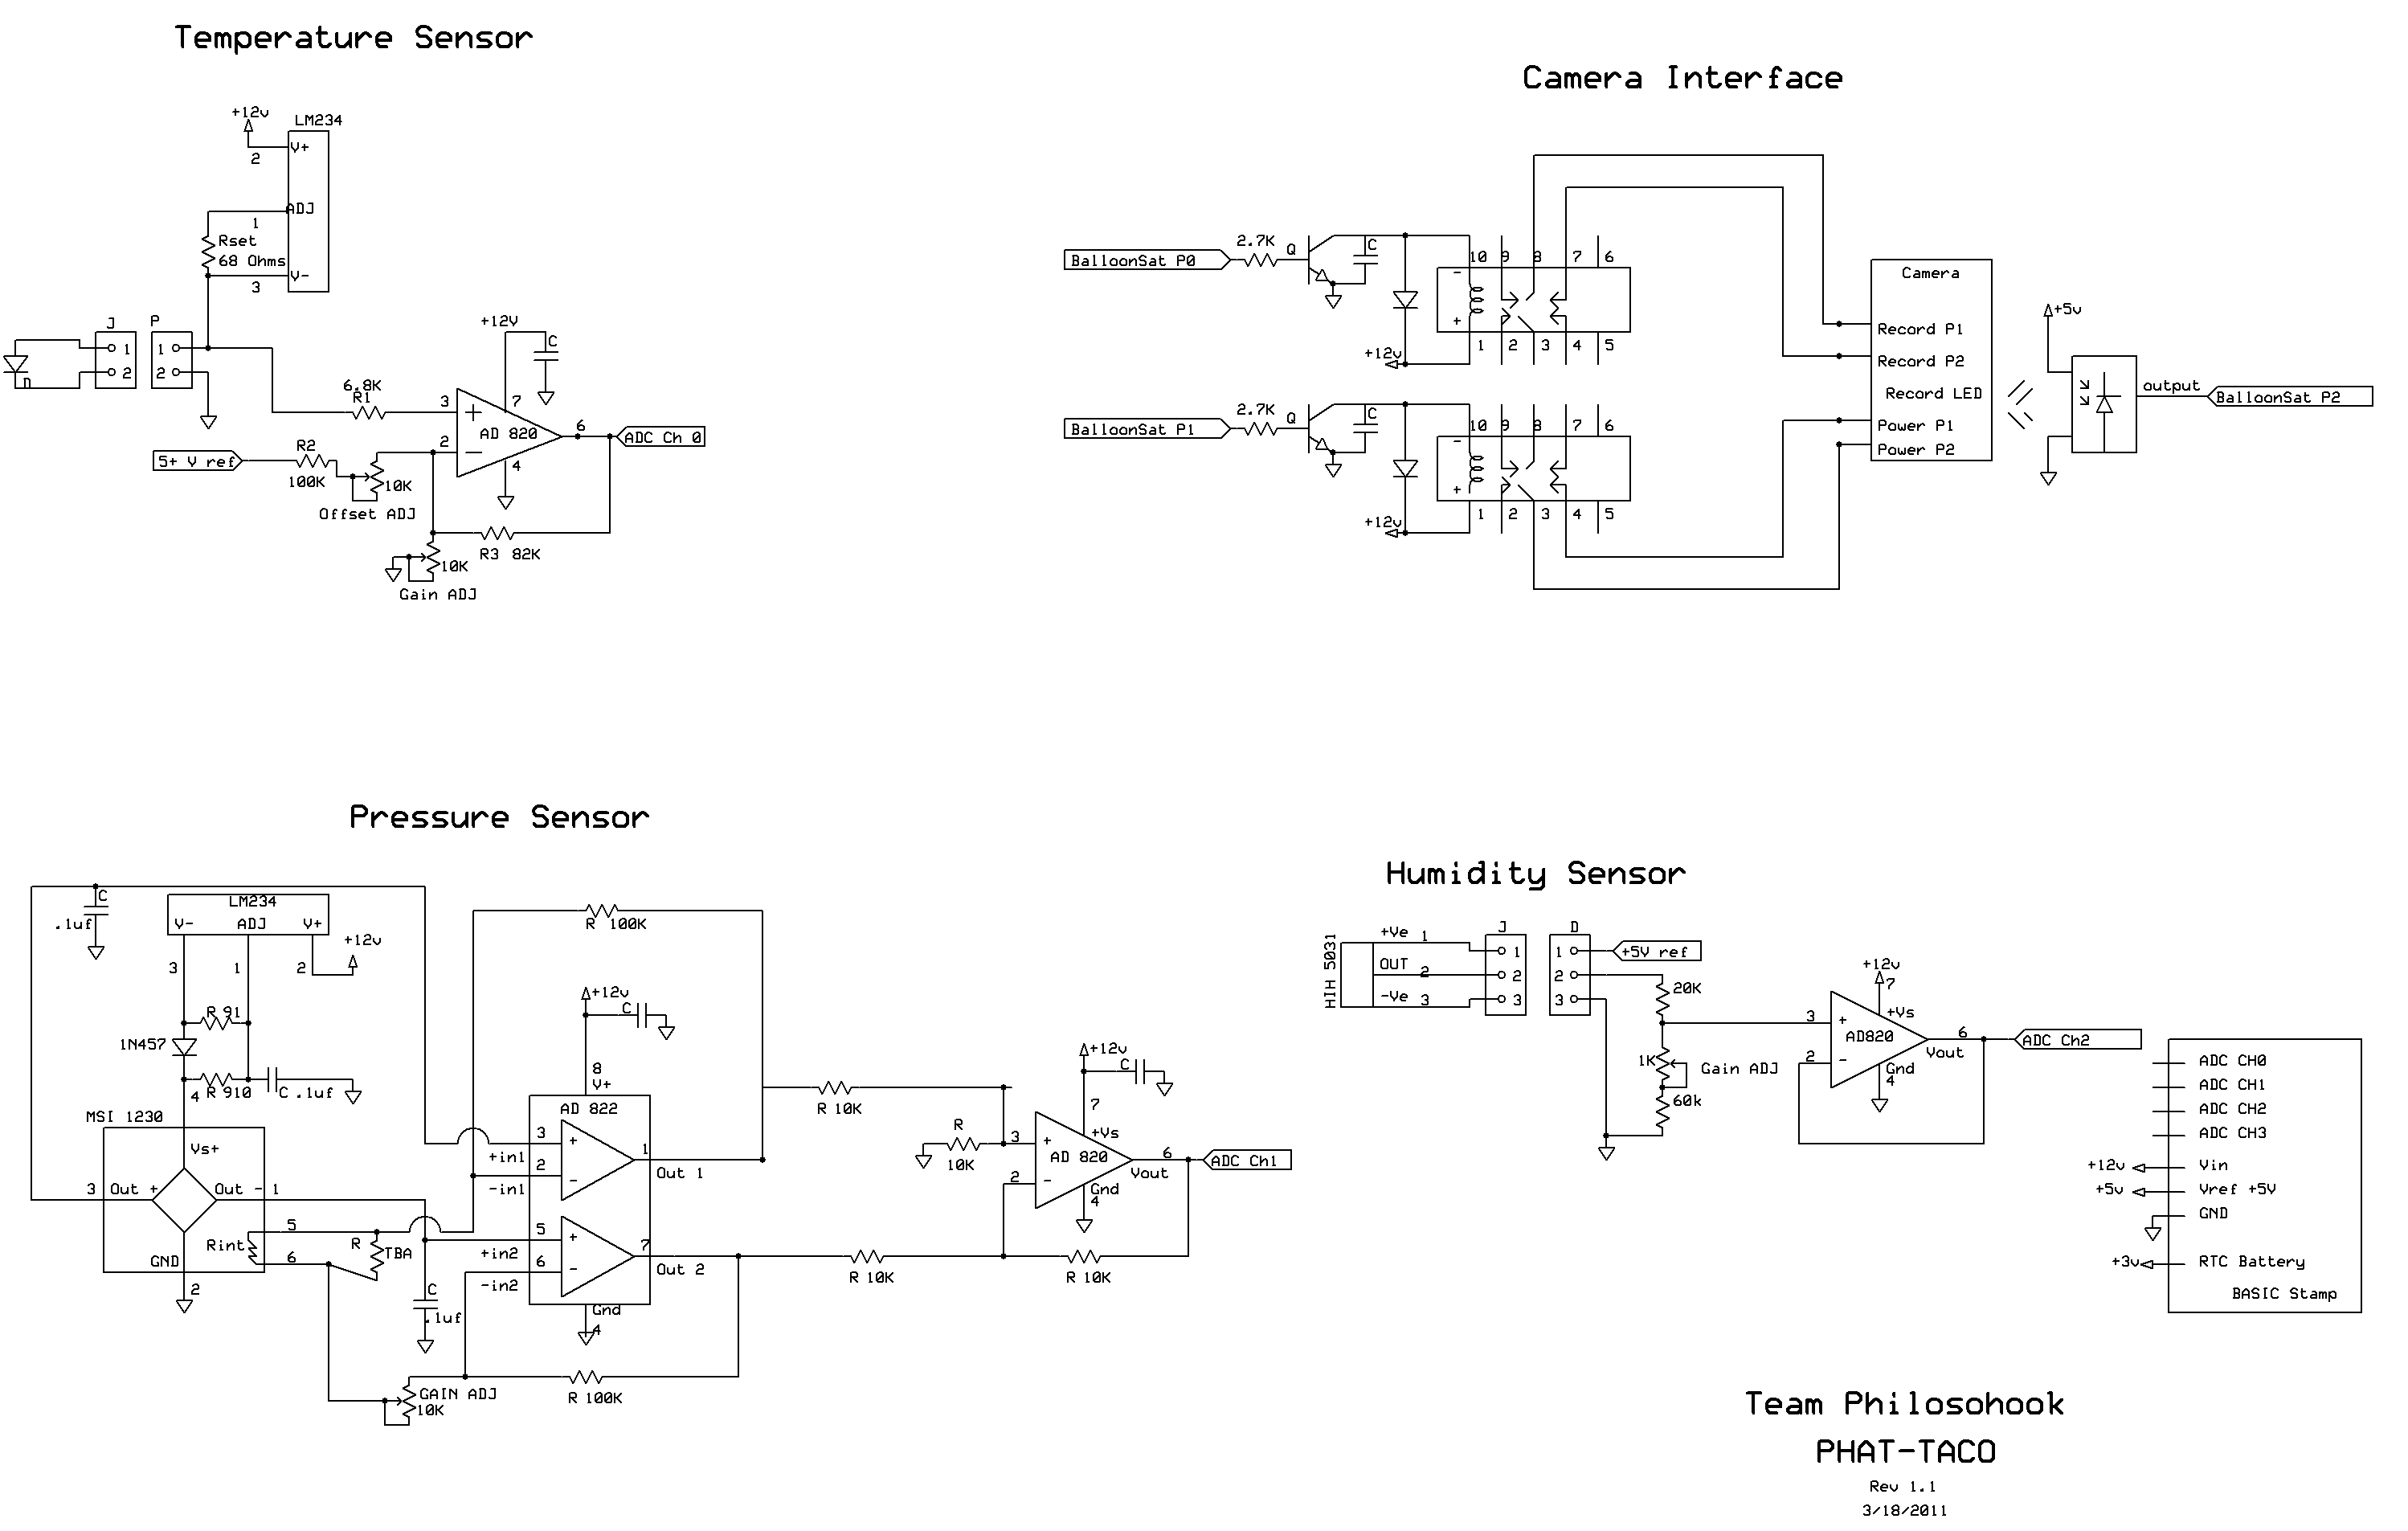 Temperature Sensor
+12v
LM234
V+
2
ADJ
1
Rset
68 Ohms
V-
3
J
P
1
1
2
2
D
+12V
C
6.8K
R1
3
7
AD 820
6
ADC Ch 0
2
4
5+ V ref
R2
100K
10K
Offset ADJ
R3 82K
10K
Gain ADJ
Camera Interface
BalloonSat P0
2.7K
Q
C
10 9 8 7 6
-
+
1 2 3 4 5
+12v
BalloonSat P1
2.7K
Q
C
10 9 8 7 6
-
+
1 2 3 4 5
+12v
Camera
Record P1
Record P2
Record LED
Power P1
Power P2
+5v
output
BalloonSat P2
Pressure Sensor
C
.1uf
LM234
V- ADJ V+
+12v
3 1 2
R 91
1N457
R 910
C .1uf
4
MSI 1230
Vs+
3 Out +
Out - 1
Rint
5
6
GND
2
R
TBA
C
.1uf
GAIN ADJ
10K
R 100K
+12v
C
8
V+
AD 822
3
+
+in1
2
-
-in1
1
Out 1
5
+
+in2
6
-
-in2
7
Out 2
Gnd
4
R 100K
R 10K
R
10K
R 10K
R 10K
+12v
C
7
+Vs
3
+
AD 820
6
Vout
2
-
Gnd
4
ADC Ch1
Humidity Sensor
HIH 5031
+Ve 1
OUT 2
-Ve 3
J
1
2
3
D
1
2
3
+5V ref
20K
1K
Gain ADJ
60k
+12v
7
+Vs
3
+
AD820
6
Vout
2
-
Gnd
4
ADC Ch2
ADC CH0
ADC CH1
ADC CH2
ADC CH3
+12v Vin
+5v Vref +5V
GND
+3v RTC Battery
BASIC Stamp
Team Philosohook
PHAT-TACO
Rev 1.1
3/18/2011